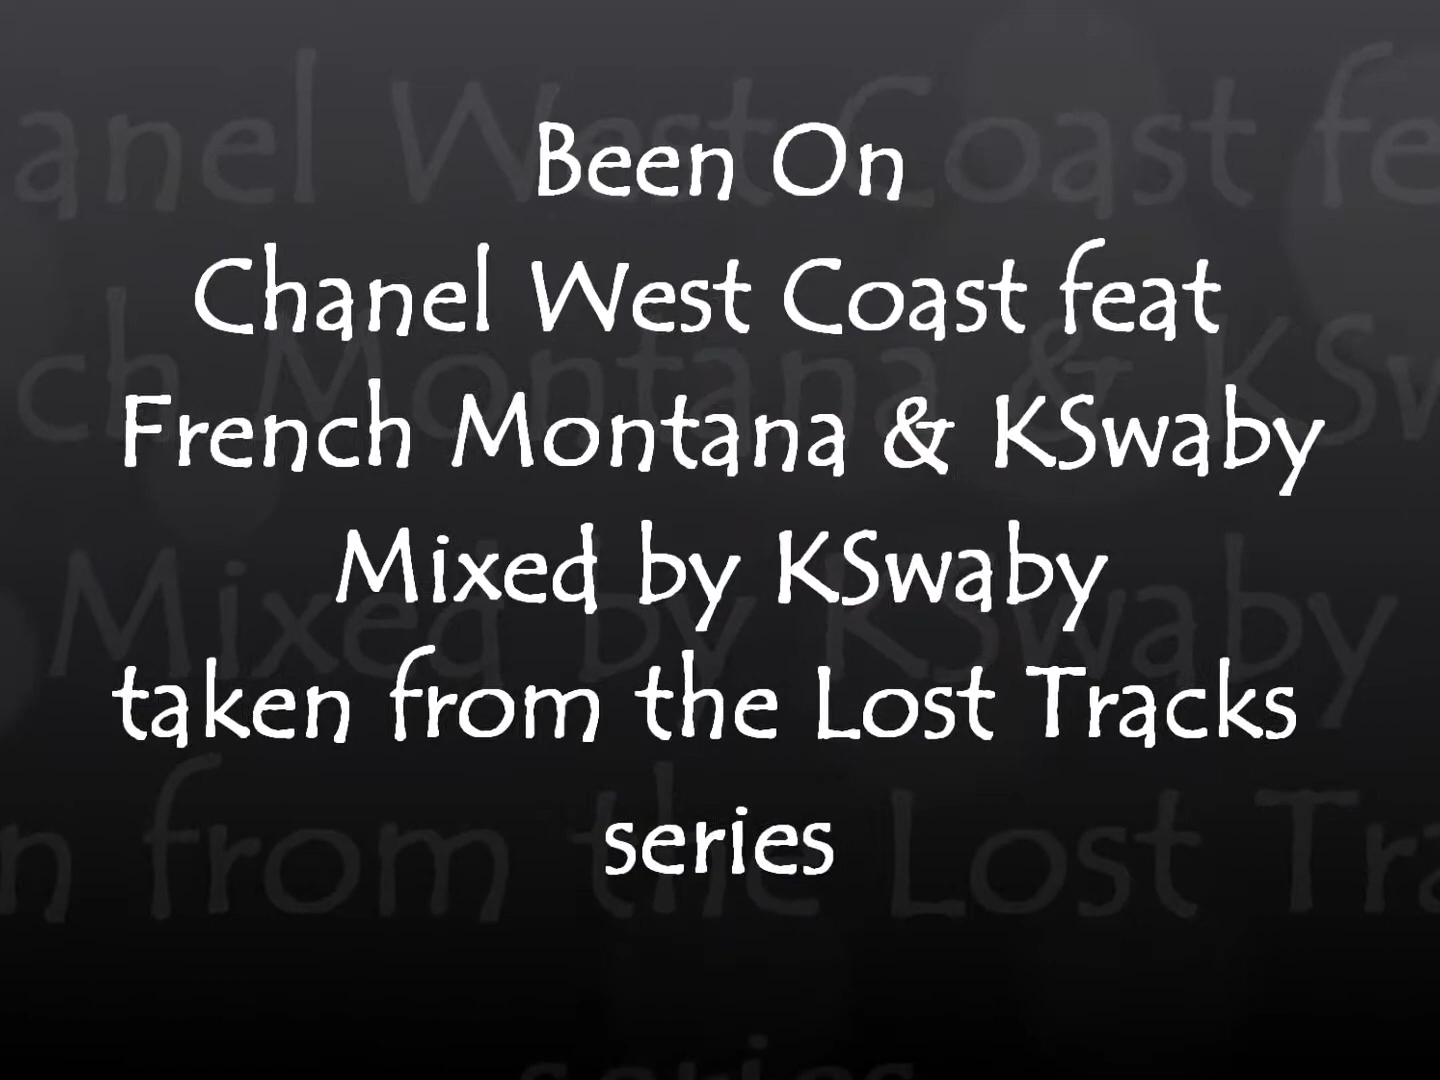 Been On
Chanel West Coast feat
French Montana & KSwaby
Mixed by KSwaby
taken from the Lost Tracks
series